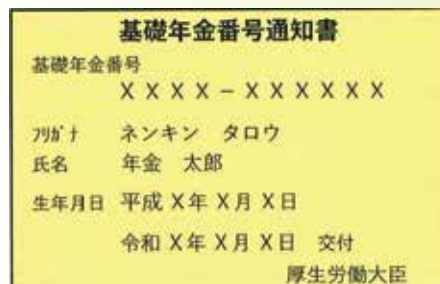 基礎年金番号通知書
基礎年金番号
XXXX－XXXXXX
フリガナ ネンキン タロウ
氏名 年金 太郎
生年月日 平成X年X月X日
令和X年X月X日 交付
厚生労働大臣